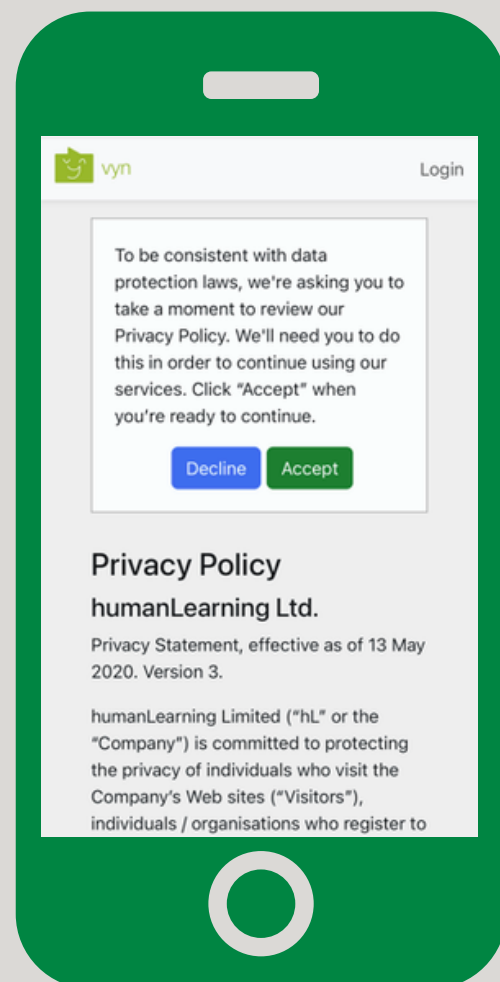 vyn
Login
To be consistent with data
protection laws, we're asking you to
take a moment to review our
Privacy Policy. We'll need you to do
this in order to continue using our
services. Click “Accept” when
you’re ready to continue.
Decline Accept
Privacy Policy
humanLearning Ltd.
Privacy Statement, effective as of 13 May
2020. Version 3.
humanLearning Limited (“hL” or the
“Company”) is committed to protecting
the privacy of individuals who visit the
Company’s Web sites (“Visitors”),
individuals / organisations who register to